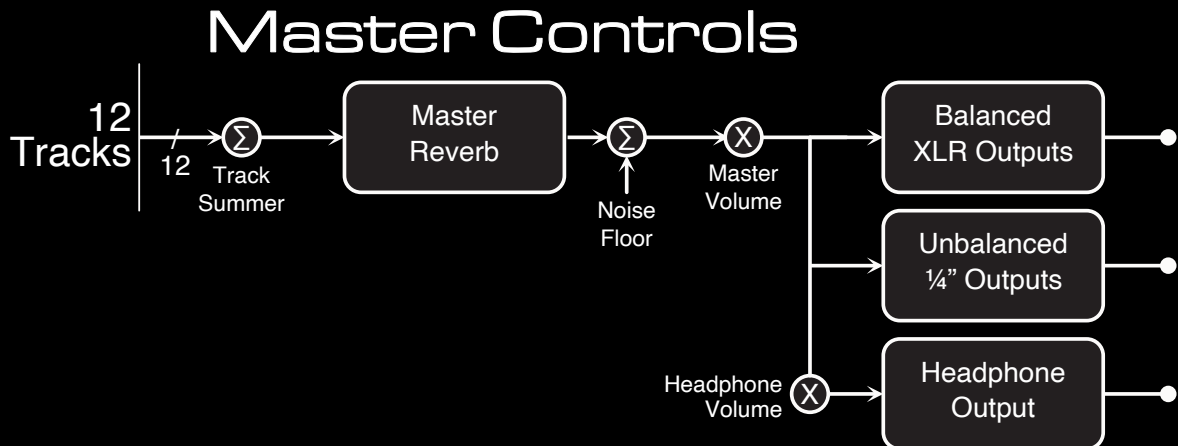 Master Controls
12
Tracks
12
Σ
Track
Summer
Master
Reverb
Σ
Noise
Floor
X
Master
Volume
Balanced
XLR Outputs
Unbalanced
¼” Outputs
Headphone
Volume
X
Headphone
Output